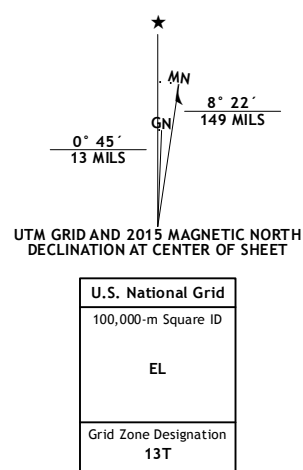 ★
MN
GN
8° 22´
149 MILS
0° 45´
13 MILS
UTM GRID AND 2015 MAGNETIC NORTH
DECLINATION AT CENTER OF SHEET
U.S. National Grid
100,000-m Square ID
EL
Grid Zone Designation
13T